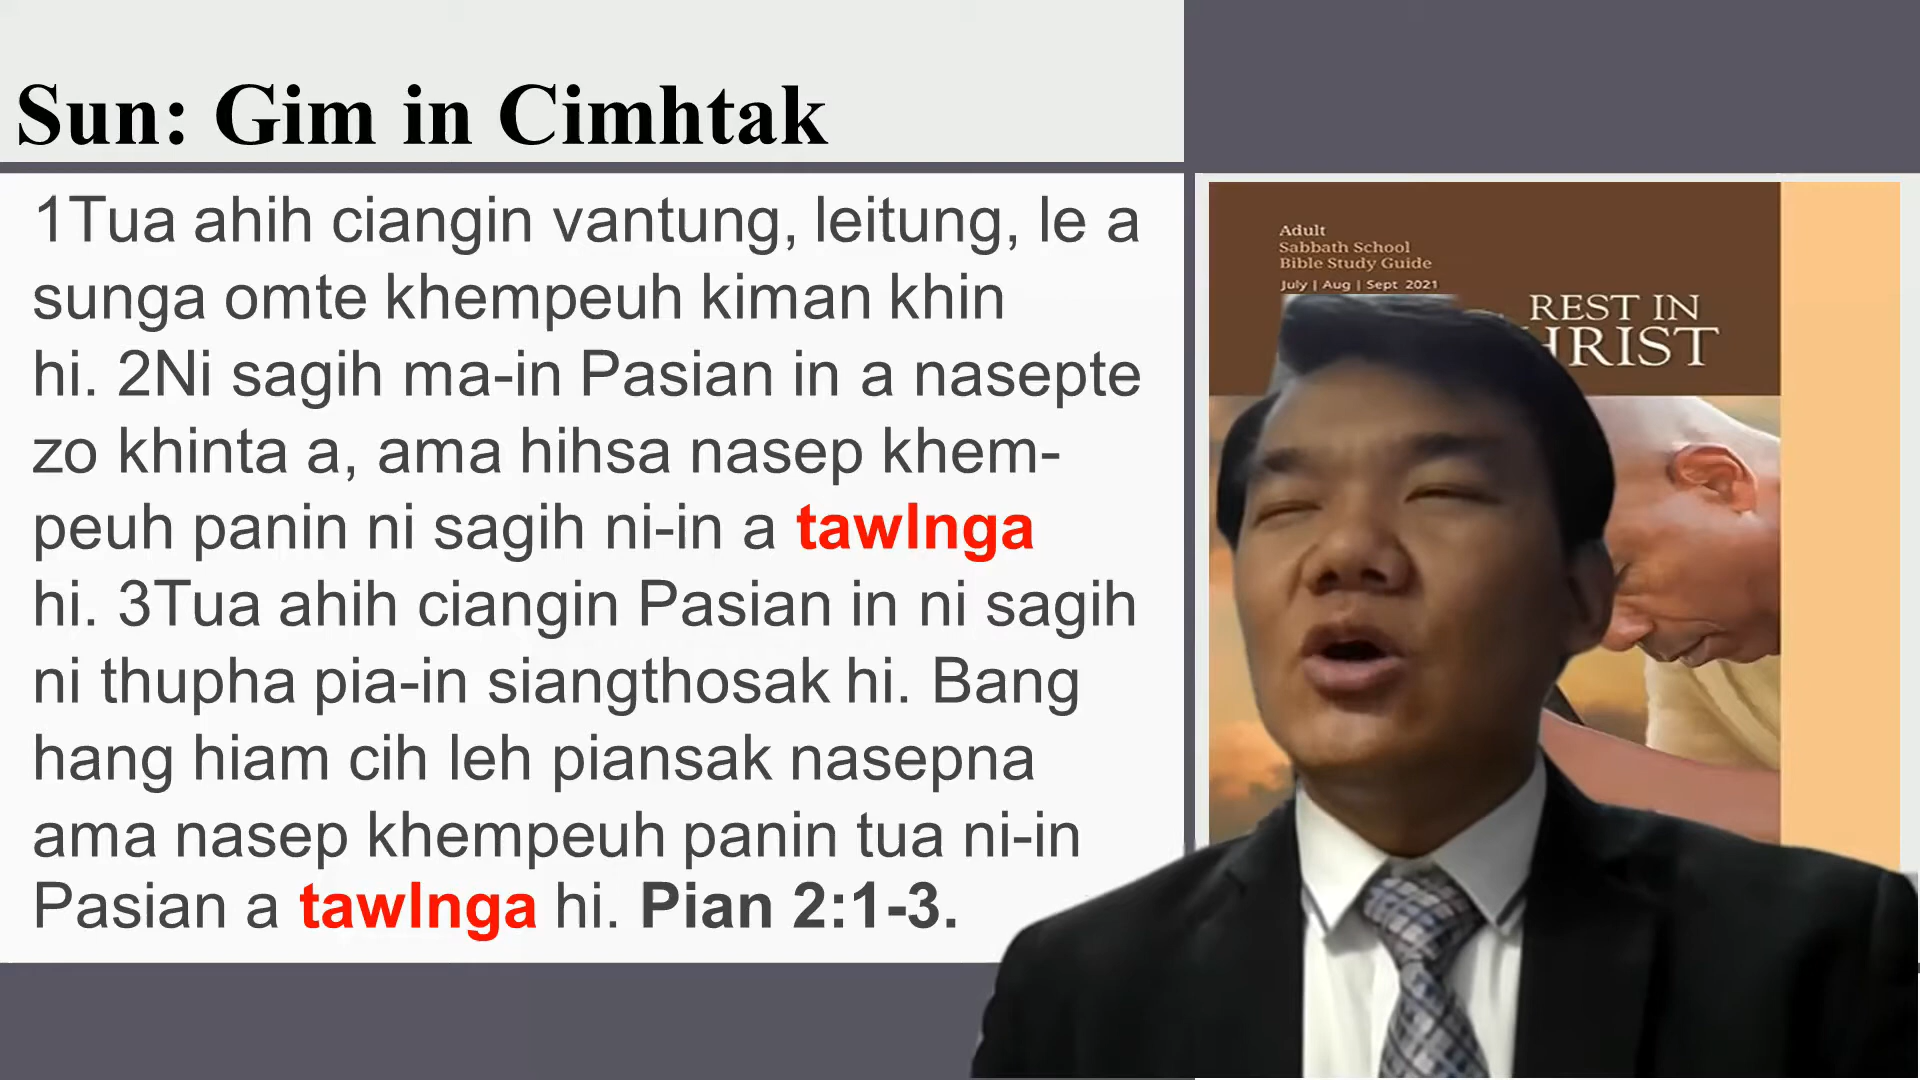 Sun: Gim in Cimhtak
1Tua ahih ciangin vantung, leitung, le a
sunga omte khempeuh kiman khin
hi. 2Ni sagih ma-in Pasian in a nasepte
zo khinta a, ama hihsa nasep khem-
peuh panin ni sagih ni-in a tawlnga
hi. 3Tua ahih ciangin Pasian in ni sagih
ni thupha pia-in siangthosak hi. Bang
hang hiam cih leh piansak nasepna
ama nasep khempeuh panin tua ni-in
Pasian a tawlnga hi. Pian 2:1-3.
Adult
Sabbath School
Bible Study Guide
July | Aug | Sept 2021
REST IN
HRIST